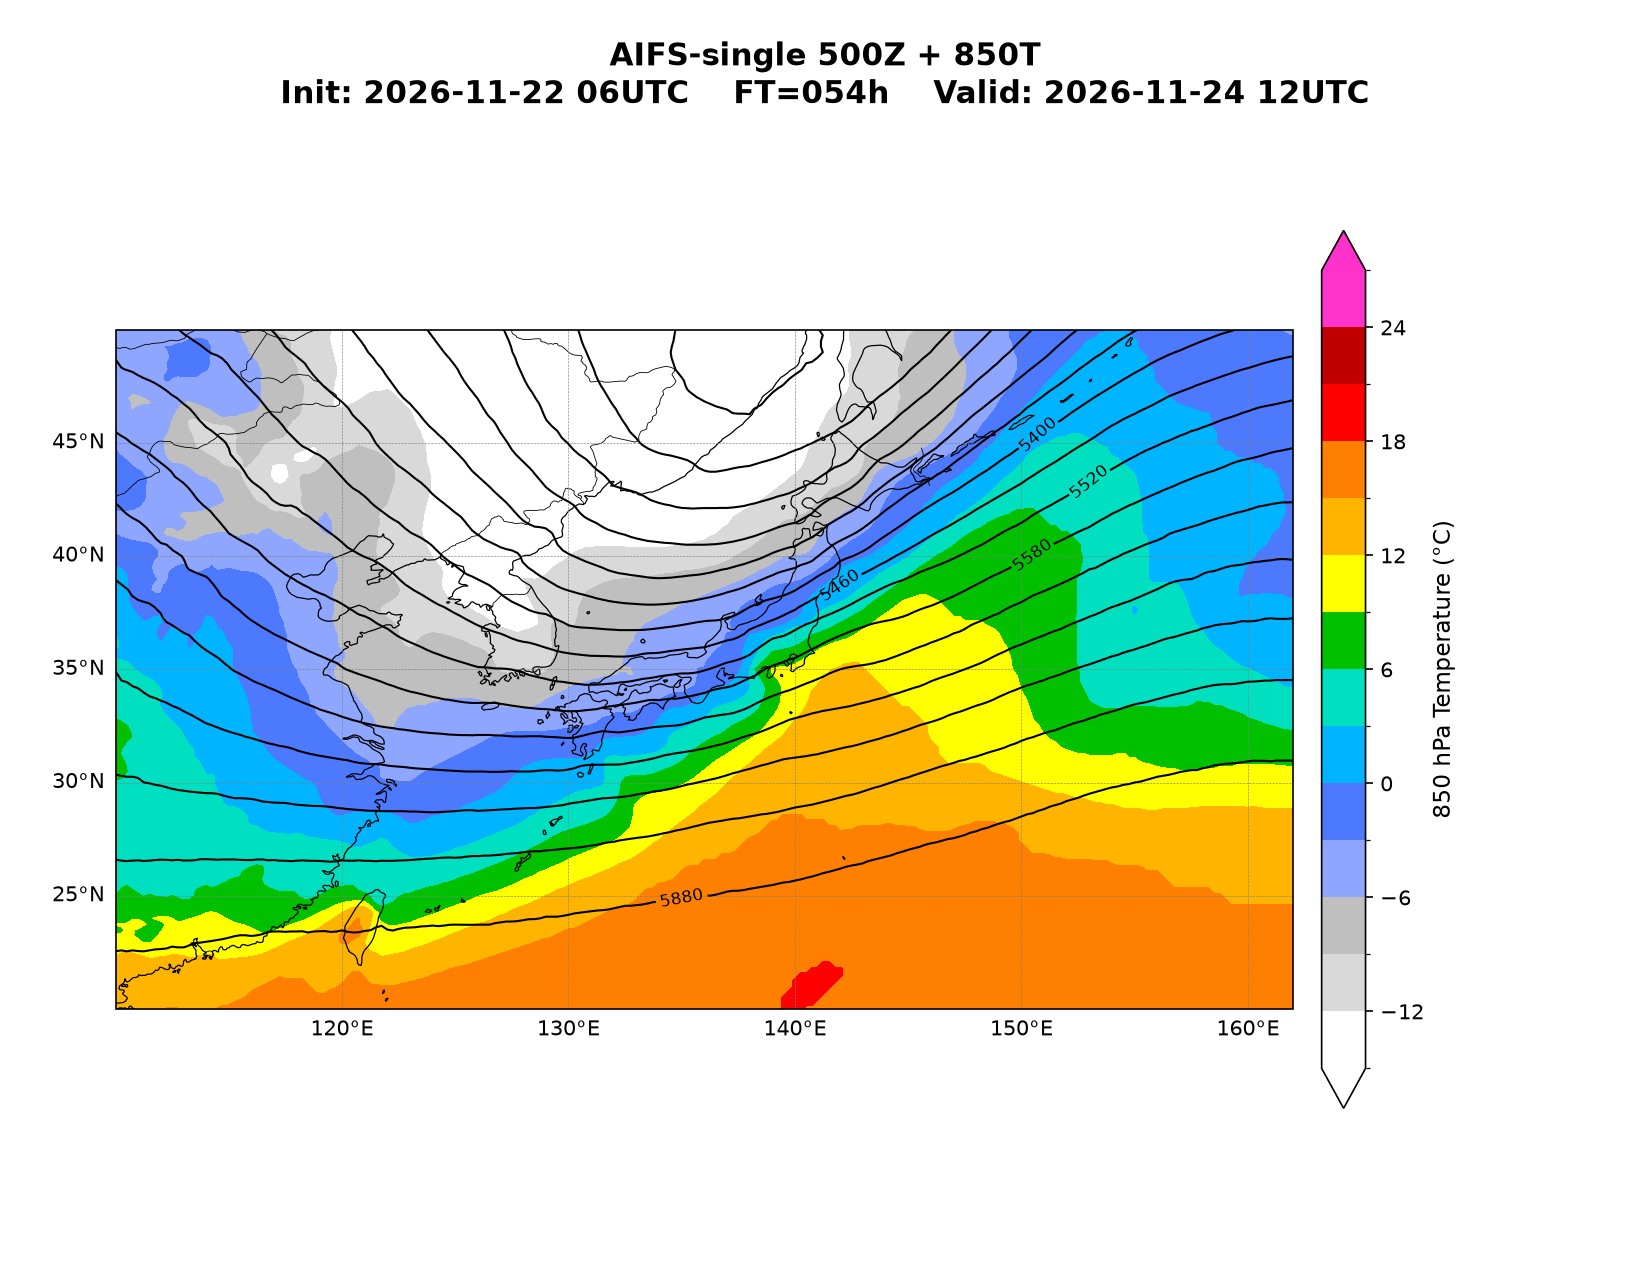 AIFS-single 500Z + 850T
Init: 2026-11-22 06UTC    FT=054h    Valid: 2026-11-24 12UTC
24
18
12
6
0
−6
−12
850 hPa Temperature (°C)
45°N
40°N
35°N
30°N
25°N
5400
5520
5580
5460
5880
120°E
130°E
140°E
150°E
160°E